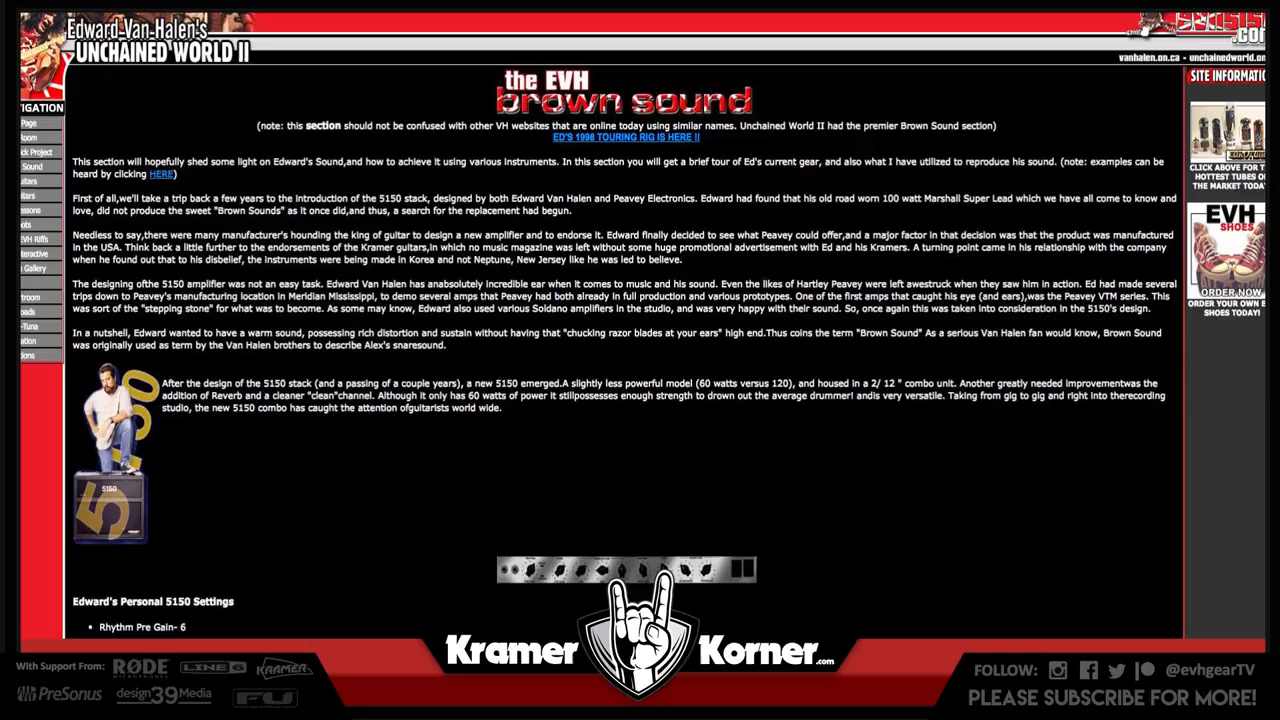 Edward Van Halen's
UNCHAINED WORLD II
vanhalen.on.ca - unchainedworld.on
SITE INFORMATIO
the EVH
brown sound
(note: this section should not be confused with other VH websites that are online today using similar names. Unchained World II had the premier Brown Sound section)
ED'S 1998 TOURING RIG IS HERE !!
This section will hopefully shed some light on Edward's Sound,and how to achieve it using various instruments. In this section you will get a brief tour of Ed's current gear, and also what I have utilized to reproduce his sound. (note: examples can be
heard by clicking HERE)
First of all,we'll take a trip back a few years to the introduction of the 5150 stack, designed by both Edward Van Halen and Peavey Electronics. Edward had found that his old road worn 100 watt Marshall Super Lead which we have all come to know and
love, did not produce the sweet "Brown Sounds" as it once did,and thus, a search for the replacement had begun.
Needless to say,there were many manufacturer's hounding the king of guitar to design a new amplifier and to endorse it. Edward finally decided to see what Peavey could offer,and a major factor in that decision was that the product was manufactured
in the USA. Think back a little further to the endorsements of the Kramer guitars,in which no music magazine was left without some huge promotional advertisement with Ed and his Kramers. A turning point came in his relationship with the company
when he found out that to his disbelief, the instruments were being made in Korea and not Neptune, New Jersey like he was led to believe.
The designing ofthe 5150 amplifier was not an easy task. Edward Van Halen has anabsolutely incredible ear when it comes to music and his sound. Even the likes of Hartley Peavey were left awestruck when they saw him in action. Ed had made several
trips down to Peavey's manufacturing location in Meridian Mississippi, to demo several amps that Peavey had both already in full production and various prototypes. One of the first amps that caught his eye (and ears),was the Peavey VTM series. This
was sort of the "stepping stone" for what was to become. As some may know, Edward also used various Soldano amplifiers in the studio, and was very happy with their sound. So, once again this was taken into consideration in the 5150's design.
In a nutshell, Edward wanted to have a warm sound, possessing rich distortion and sustain without having that "chucking razor blades at your ears" high end.Thus coins the term "Brown Sound" As a serious Van Halen fan would know, Brown Sound
was originally used as term by the Van Halen brothers to describe Alex's snaresound.
After the design of the 5150 stack (and a passing of a couple years), a new 5150 emerged.A slightly less powerful model (60 watts versus 120), and housed in a 2/ 12 " combo unit. Another greatly needed improvementwas the
addition of Reverb and a cleaner "clean"channel. Although it only has 60 watts of power it stillpossesses enough strength to drown out the average drummer! andis very versatile. Taking from gig to gig and right into therecording
studio, the new 5150 combo has caught the attention ofguitarists world wide.
5150
Edward's Personal 5150 Settings
• Rhythm Pre Gain- 6
IGATION
Page
Room
ck Project
Sound
itars
tars
essons
ots
EVH Riffs
teractive
Gallery
troom
oads
-Tuna
ation
ions
CLICK ABOVE FOR T
HOTTEST TUBES O
THE MARKET TODA
EVH
SHOES
ORDER NOW
ORDER YOUR OWN E
SHOES TODAY!
Kramer Korner.com
With Support From: RØDE MICROPHONES LINE 6 KRAMER
PreSonus design39Media FU
FOLLOW: @evhgearTV
PLEASE SUBSCRIBE FOR MORE!